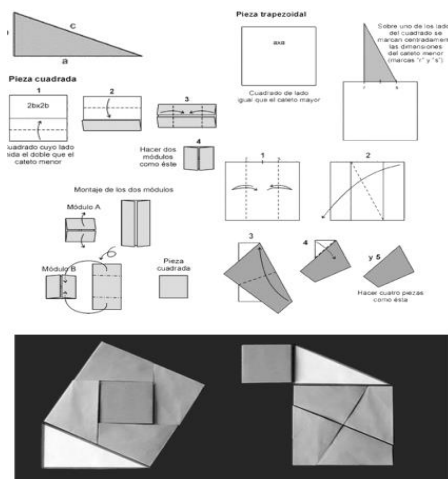 c
a
Pieza cuadrada
1
2
3
2bx2b
Cuadrado cuyo lado
mida el doble que el
cateto menor
Hacer dos
módulos
como éste
4
Montaje de los dos módulos
Módulo A
Módulo B
Pieza
cuadrada
Pieza trapezoidal
axa
Cuadrado de lado
igual que el cateto mayor
Sobre uno de los lados
del cuadrado se
marcan centradamente
las dimensiones
del cateto menor
(marcas "r" y "s")
r
s
1
2
3
4
y 5
Hacer cuatro piezas
como ésta